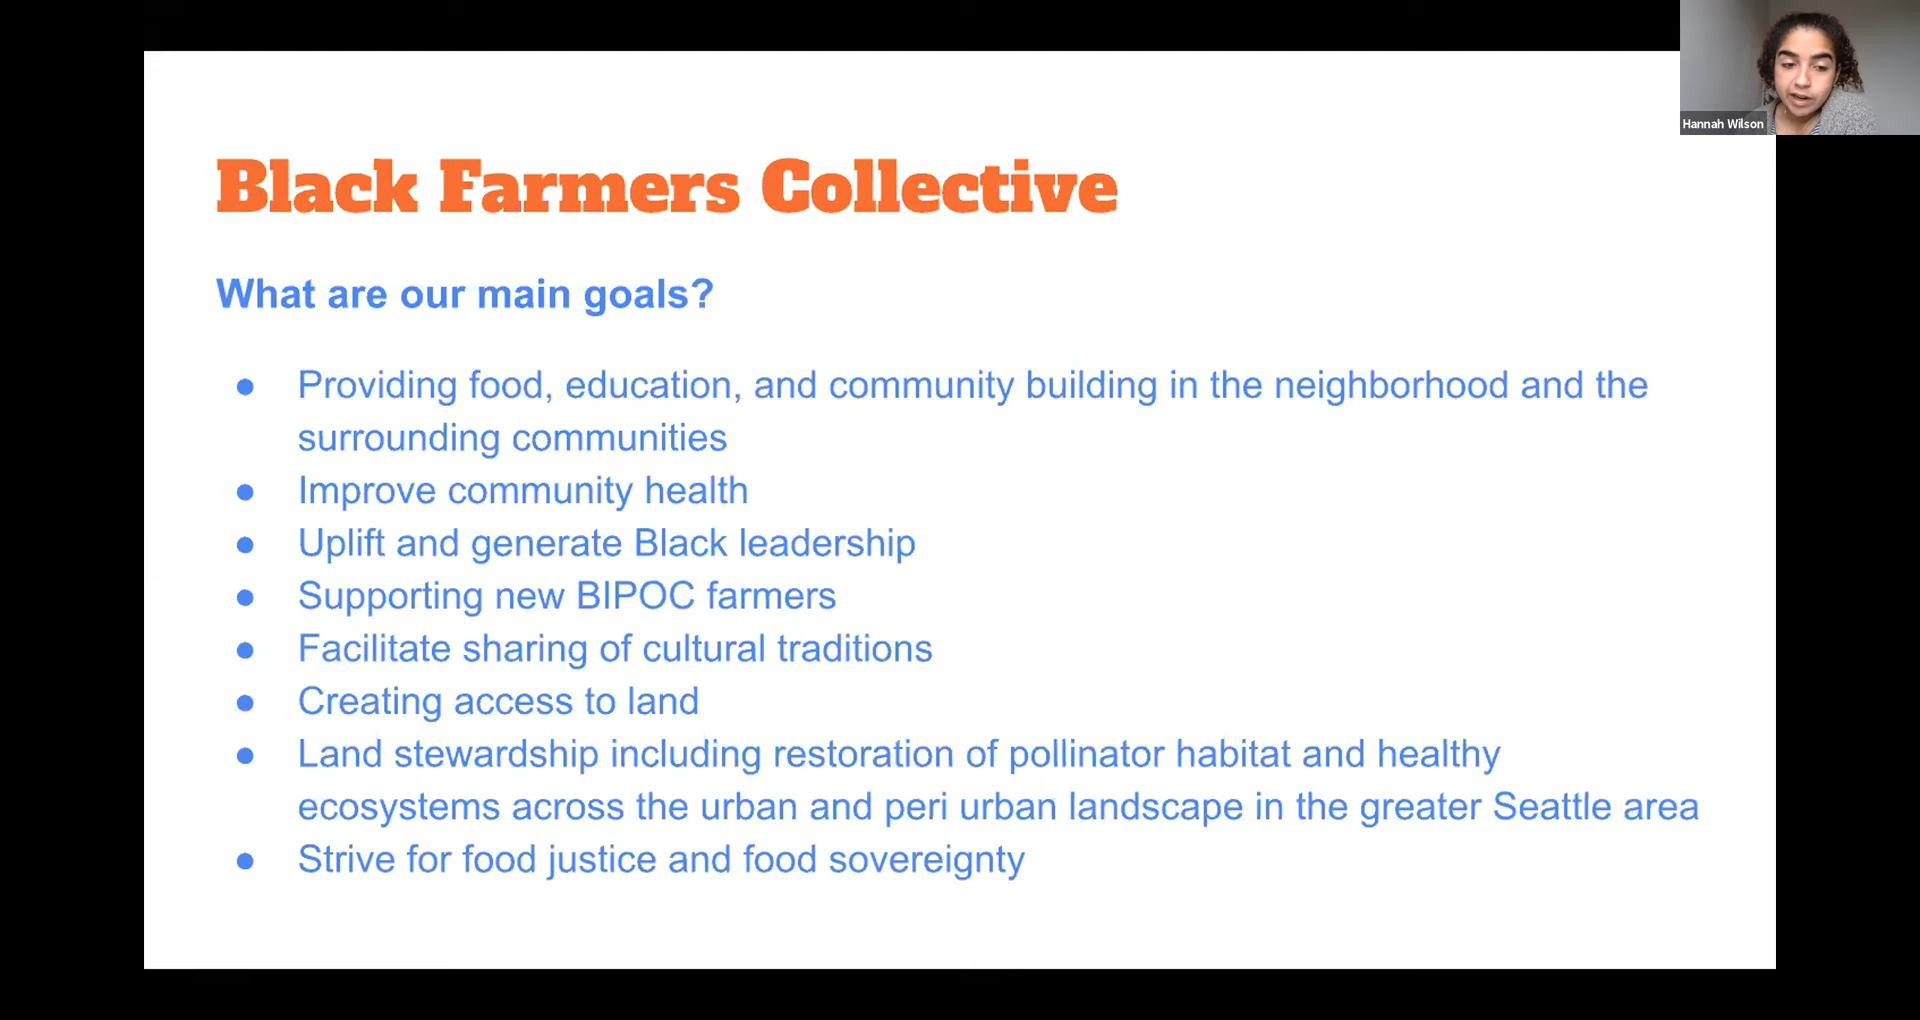 Hannah Wilson
Black Farmers Collective
What are our main goals?
● Providing food, education, and community building in the neighborhood and the
surrounding communities
● Improve community health
● Uplift and generate Black leadership
● Supporting new BIPOC farmers
● Facilitate sharing of cultural traditions
● Creating access to land
● Land stewardship including restoration of pollinator habitat and healthy
ecosystems across the urban and peri urban landscape in the greater Seattle area
● Strive for food justice and food sovereignty